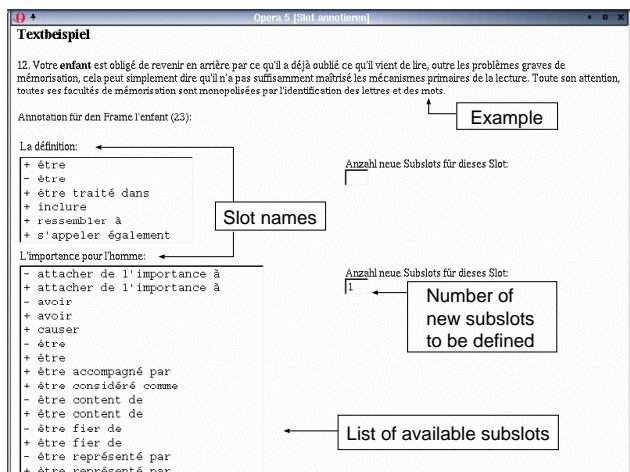 Opera 5 [Slot annotieren]
Textbeispiel
12. Votre enfant est obligé de revenir en arrière par ce qu'il a déjà oublié ce qu'il vient de lire, outre les problèmes graves de
mémorisation, cela peut simplement dire qu'il n'a pas suffisamment maîtrisé les mécanismes primaires de la lecture. Toute son attention,
toutes ses facultés de mémorisation sont monopolisées par l'identification des lettres et des mots.
Example
Annotation für den Frame l'enfant (23):
La définition:
Anzahl neue Subslots für dieses Slot:
+ être
- être
+ être traité dans
+ inclure
+ ressembler à
+ s'appeler également
Slot names
L'importance pour l'homme:
Anzahl neue Subslots für dieses Slot:
1
- attacher de l'importance à
+ attacher de l'importance à
- avoir
+ avoir
+ causer
- être
+ être
+ être accompagné par
+ être considéré comme
- être content de
+ être content de
- être fier de
+ être fier de
- être représenté par
+ être représenté par
Number of
new subslots
to be defined
List of available subslots